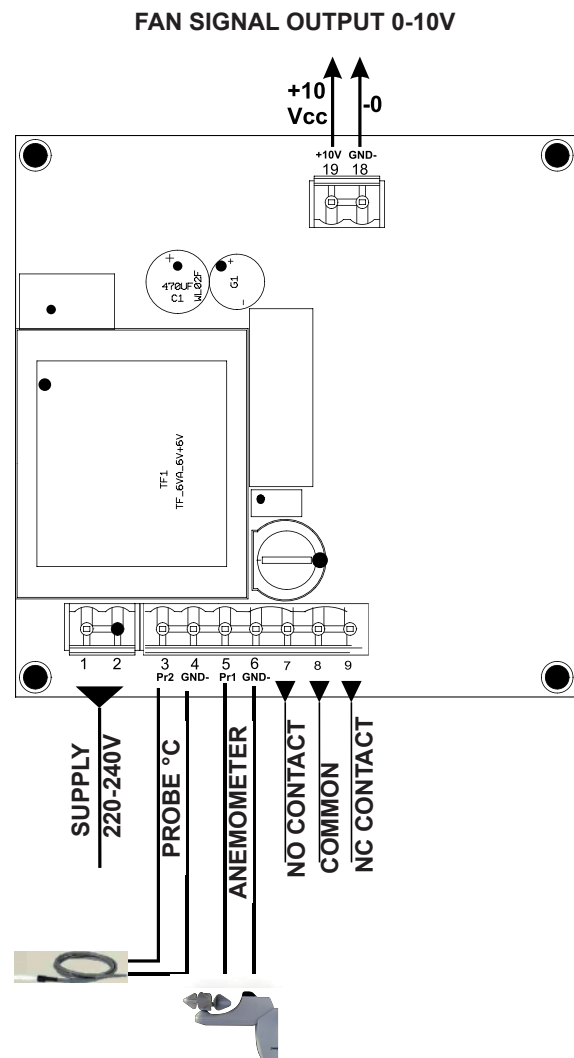 FAN SIGNAL OUTPUT 0-10V
+10
Vcc
-0
+10V GND-
19 18
+
470UF
C1
WL02F
+
G1
-
TF1
TF_6VA_6V+6V
1 2 3 4 5 6 7 8 9
Pr2 GND- Pr1 GND-
SUPPLY
220-240V
PROBE °C
ANEMOMETER
NO CONTACT
COMMON
NC CONTACT